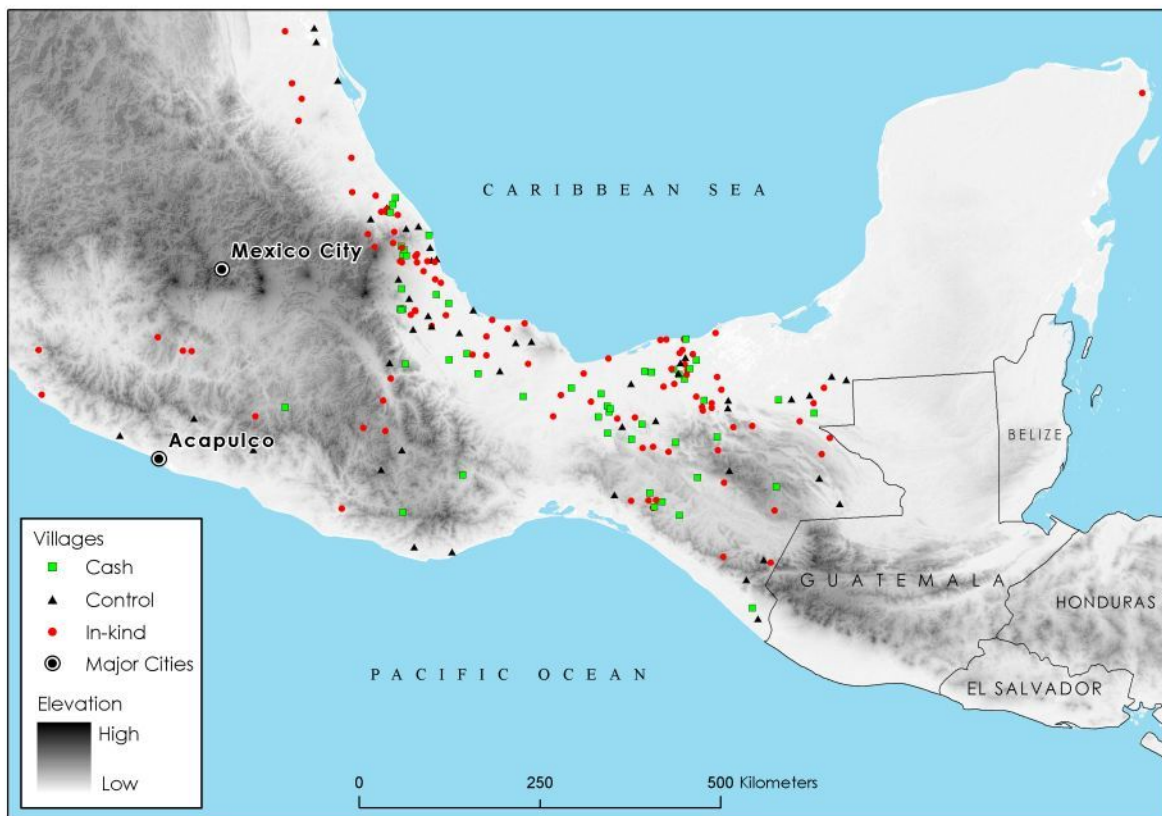 CARIBBEAN SEA
Mexico City
Acapulco
BELIZE
GUATEMALA
HONDURAS
EL SALVADOR
PACIFIC OCEAN
Villages
Cash
Control
In-kind
Major Cities
Elevation
High
Low
0 250 500 Kilometers